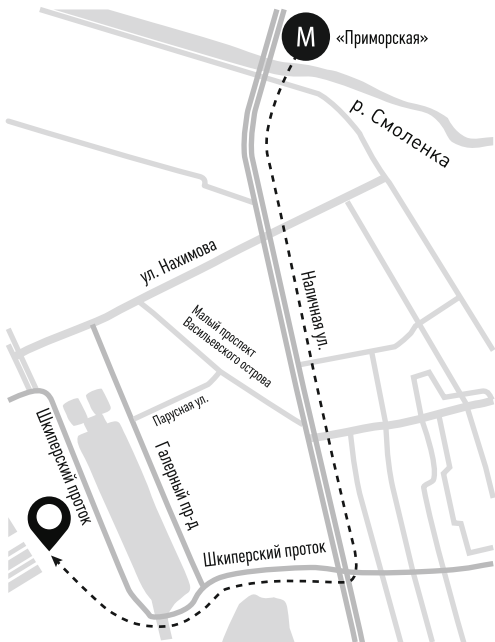 М
«Приморская»
р. Смоленка
ул. Нахимова
Наличная ул.
Малый проспект
Васильевского острова
Парусная ул.
Шкиперский проток
Галерный пр-д
Шкиперский проток